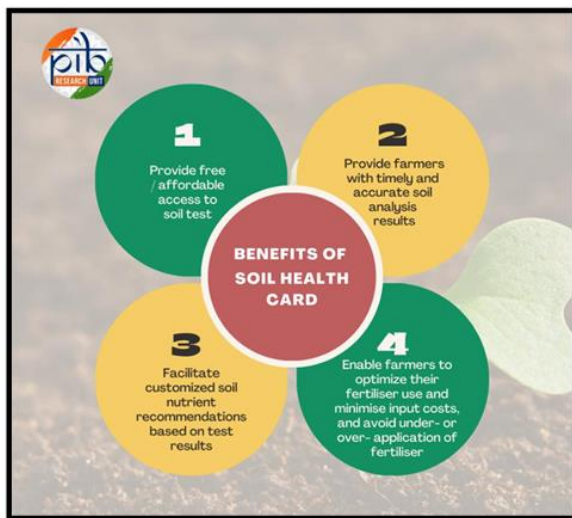 pib
RESEARCH UNIT
1
Provide free
/ affordable
access to
soil test
2
Provide farmers
with timely and
accurate soil
analysis
results
BENEFITS OF
SOIL HEALTH
CARD
3
Facilitate
customized soil
nutrient
recommendations
based on test
results
4
Enable farmers to
optimize their
fertiliser use and
minimise input costs,
and avoid under- or
over- application of
fertiliser